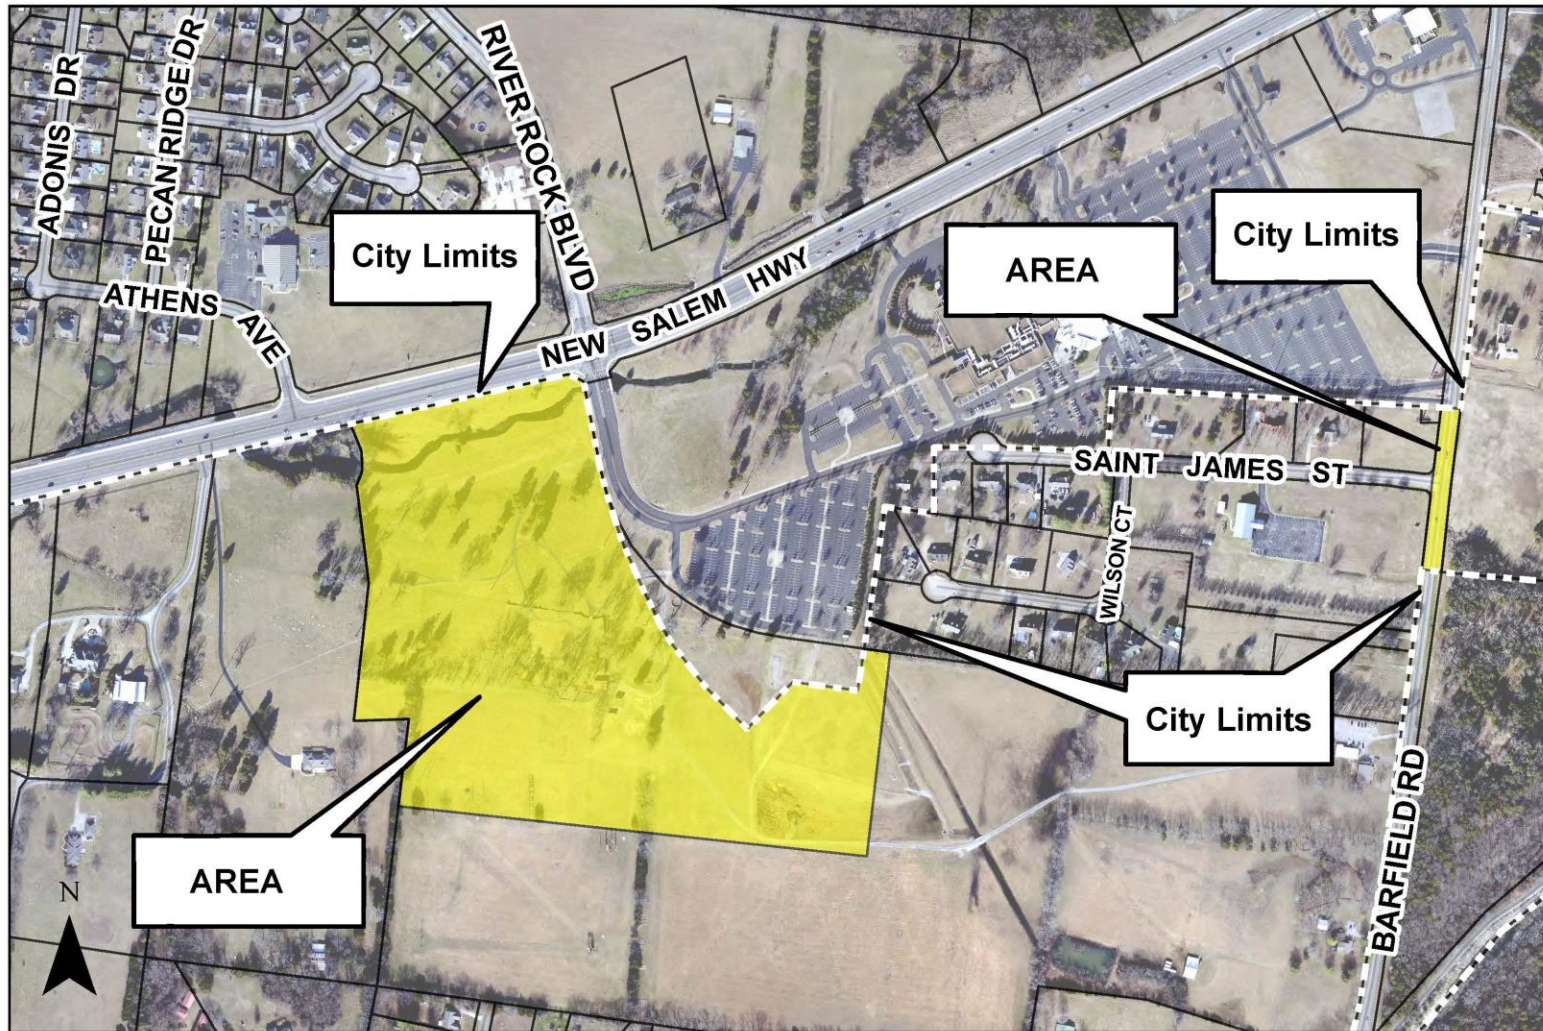 RIVER ROCK BLVD
ADONIS DR
PECAN RIDGE DR
City Limits
City Limits
AREA
ATHENS AVE
NEW SALEM HWY
SAINT JAMES ST
WILSON CT
City Limits
AREA
BARFIELD RD
N